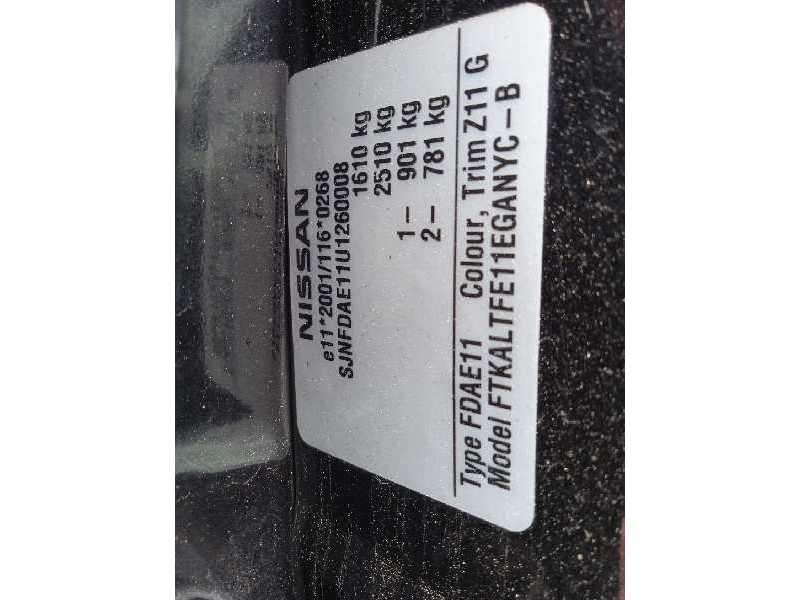 NISSAN
e11*2001/116*0268
SJNFDAE11U1260008
1610 kg
2510 kg
1– 901 kg
2– 781 kg
Type FDAE11 Colour, Trim Z11 G
Model FTKALTFE11EGANYC–B